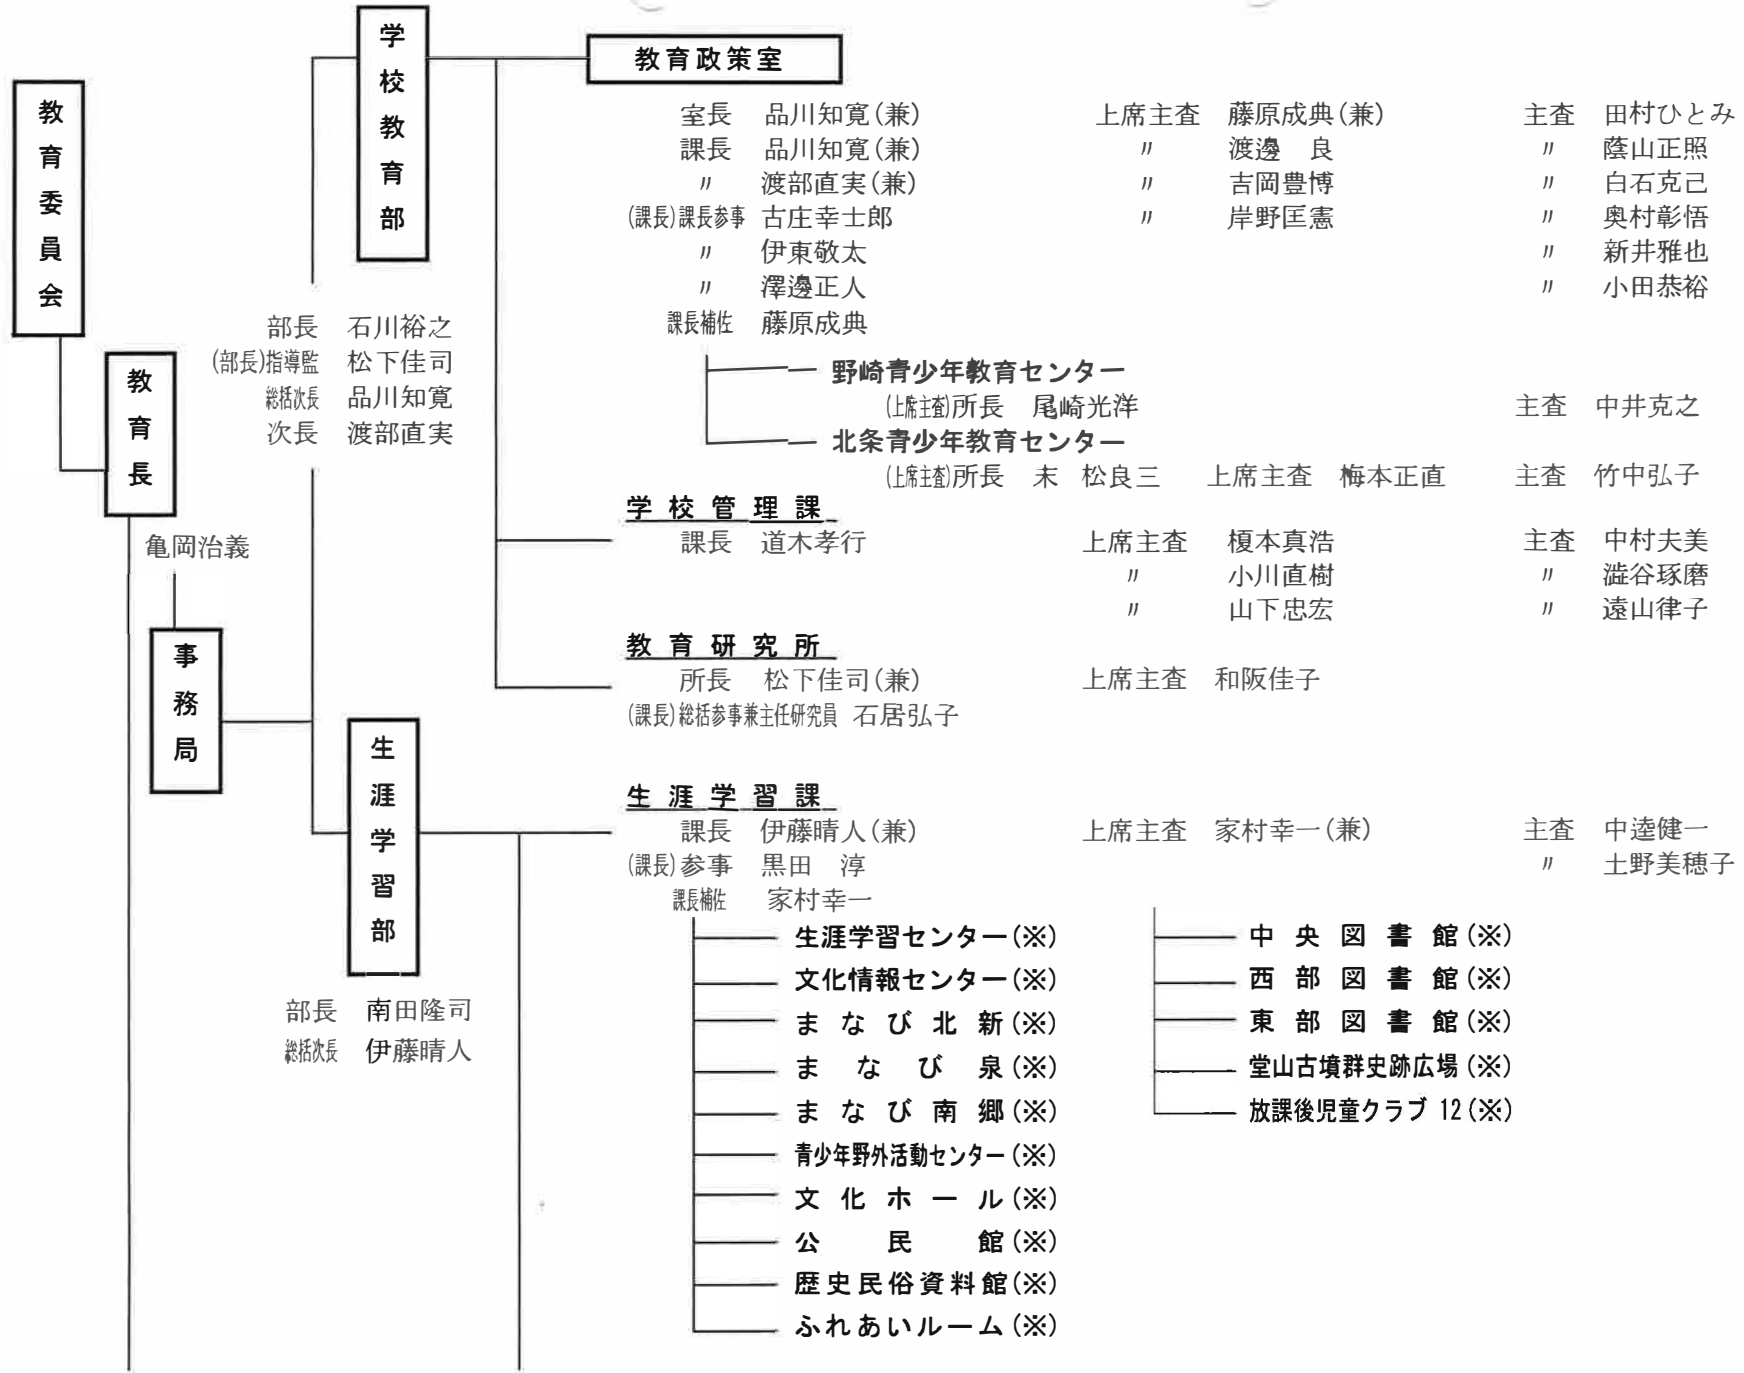 教育委員会
教育長
亀岡治義
事務局
学校教育部
部長 石川裕之
(部長)指導監 松下佳司
総括次長 品川知寛
次長 渡部直実
教育政策室
室長 品川知寛(兼) 上席主査 藤原成典(兼) 主査 田村ひとみ
課長 品川知寛(兼) 〃 渡邊 良 〃 蔭山正照
〃 渡部直実(兼) 〃 吉岡豊博 〃 白石克己
(課長)課長参事 古庄幸士郎 〃 岸野匡憲 〃 奥村彰悟
〃 伊東敬太 〃 新井雅也
〃 澤邊正人 〃 小田恭裕
課長補佐 藤原成典
野崎青少年教育センター
(上席主査)所長 尾崎光洋 主査 中井克之
北条青少年教育センター
(上席主査)所長 末 松良三 上席主査 梅本正直 主査 竹中弘子
学校管理課
課長 道木孝行 上席主査 榎本真浩 主査 中村夫美
〃 小川直樹 〃 澁谷琢磨
〃 山下忠宏 〃 遠山律子
教育研究所
所長 松下佳司(兼) 上席主査 和阪佳子
(課長)総括参事兼主任研究員 石居弘子
生涯学習部
部長 南田隆司
総括次長 伊藤晴人
生涯学習課
課長 伊藤晴人(兼) 上席主査 家村幸一(兼) 主査 中逵健一
(課長)参事 黒田 淳 〃 土野美穂子
課長補佐 家村幸一
生涯学習センター(※)
文化情報センター(※)
まなび北新(※)
まなび泉(※)
まなび南郷(※)
青少年野外活動センター(※)
文化ホール(※)
公民館(※)
歴史民俗資料館(※)
ふれあいルーム(※)
中央図書館(※)
西部図書館(※)
東部図書館(※)
堂山古墳群史跡広場(※)
放課後児童クラブ 12(※)